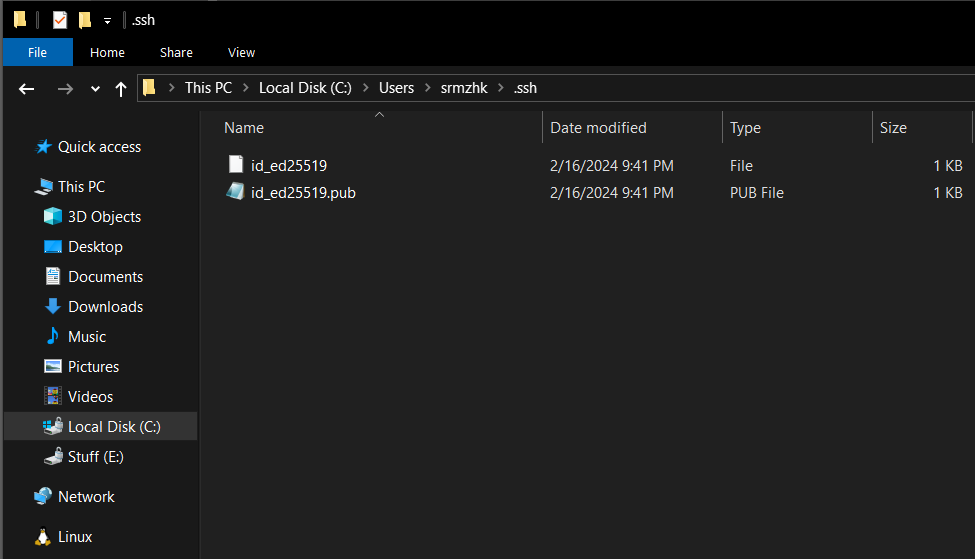 .ssh
File Home Share View
This PC Local Disk (C:) Users srmzhk .ssh
Name Date modified Type Size
Quick access
This PC
3D Objects
Desktop
Documents
Downloads
Music
Pictures
Videos
Local Disk (C:)
Stuff (E:)
Network
Linux
id_ed25519 2/16/2024 9:41 PM File 1 KB
id_ed25519.pub 2/16/2024 9:41 PM PUB File 1 KB